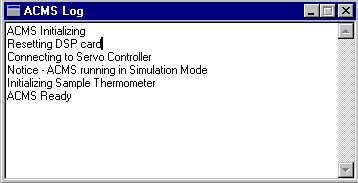 ACMS Log
ACMS Initializing
Resetting DSP card
Connecting to Servo Controller
Notice - ACMS running in Simulation Mode
Initializing Sample Thermometer
ACMS Ready